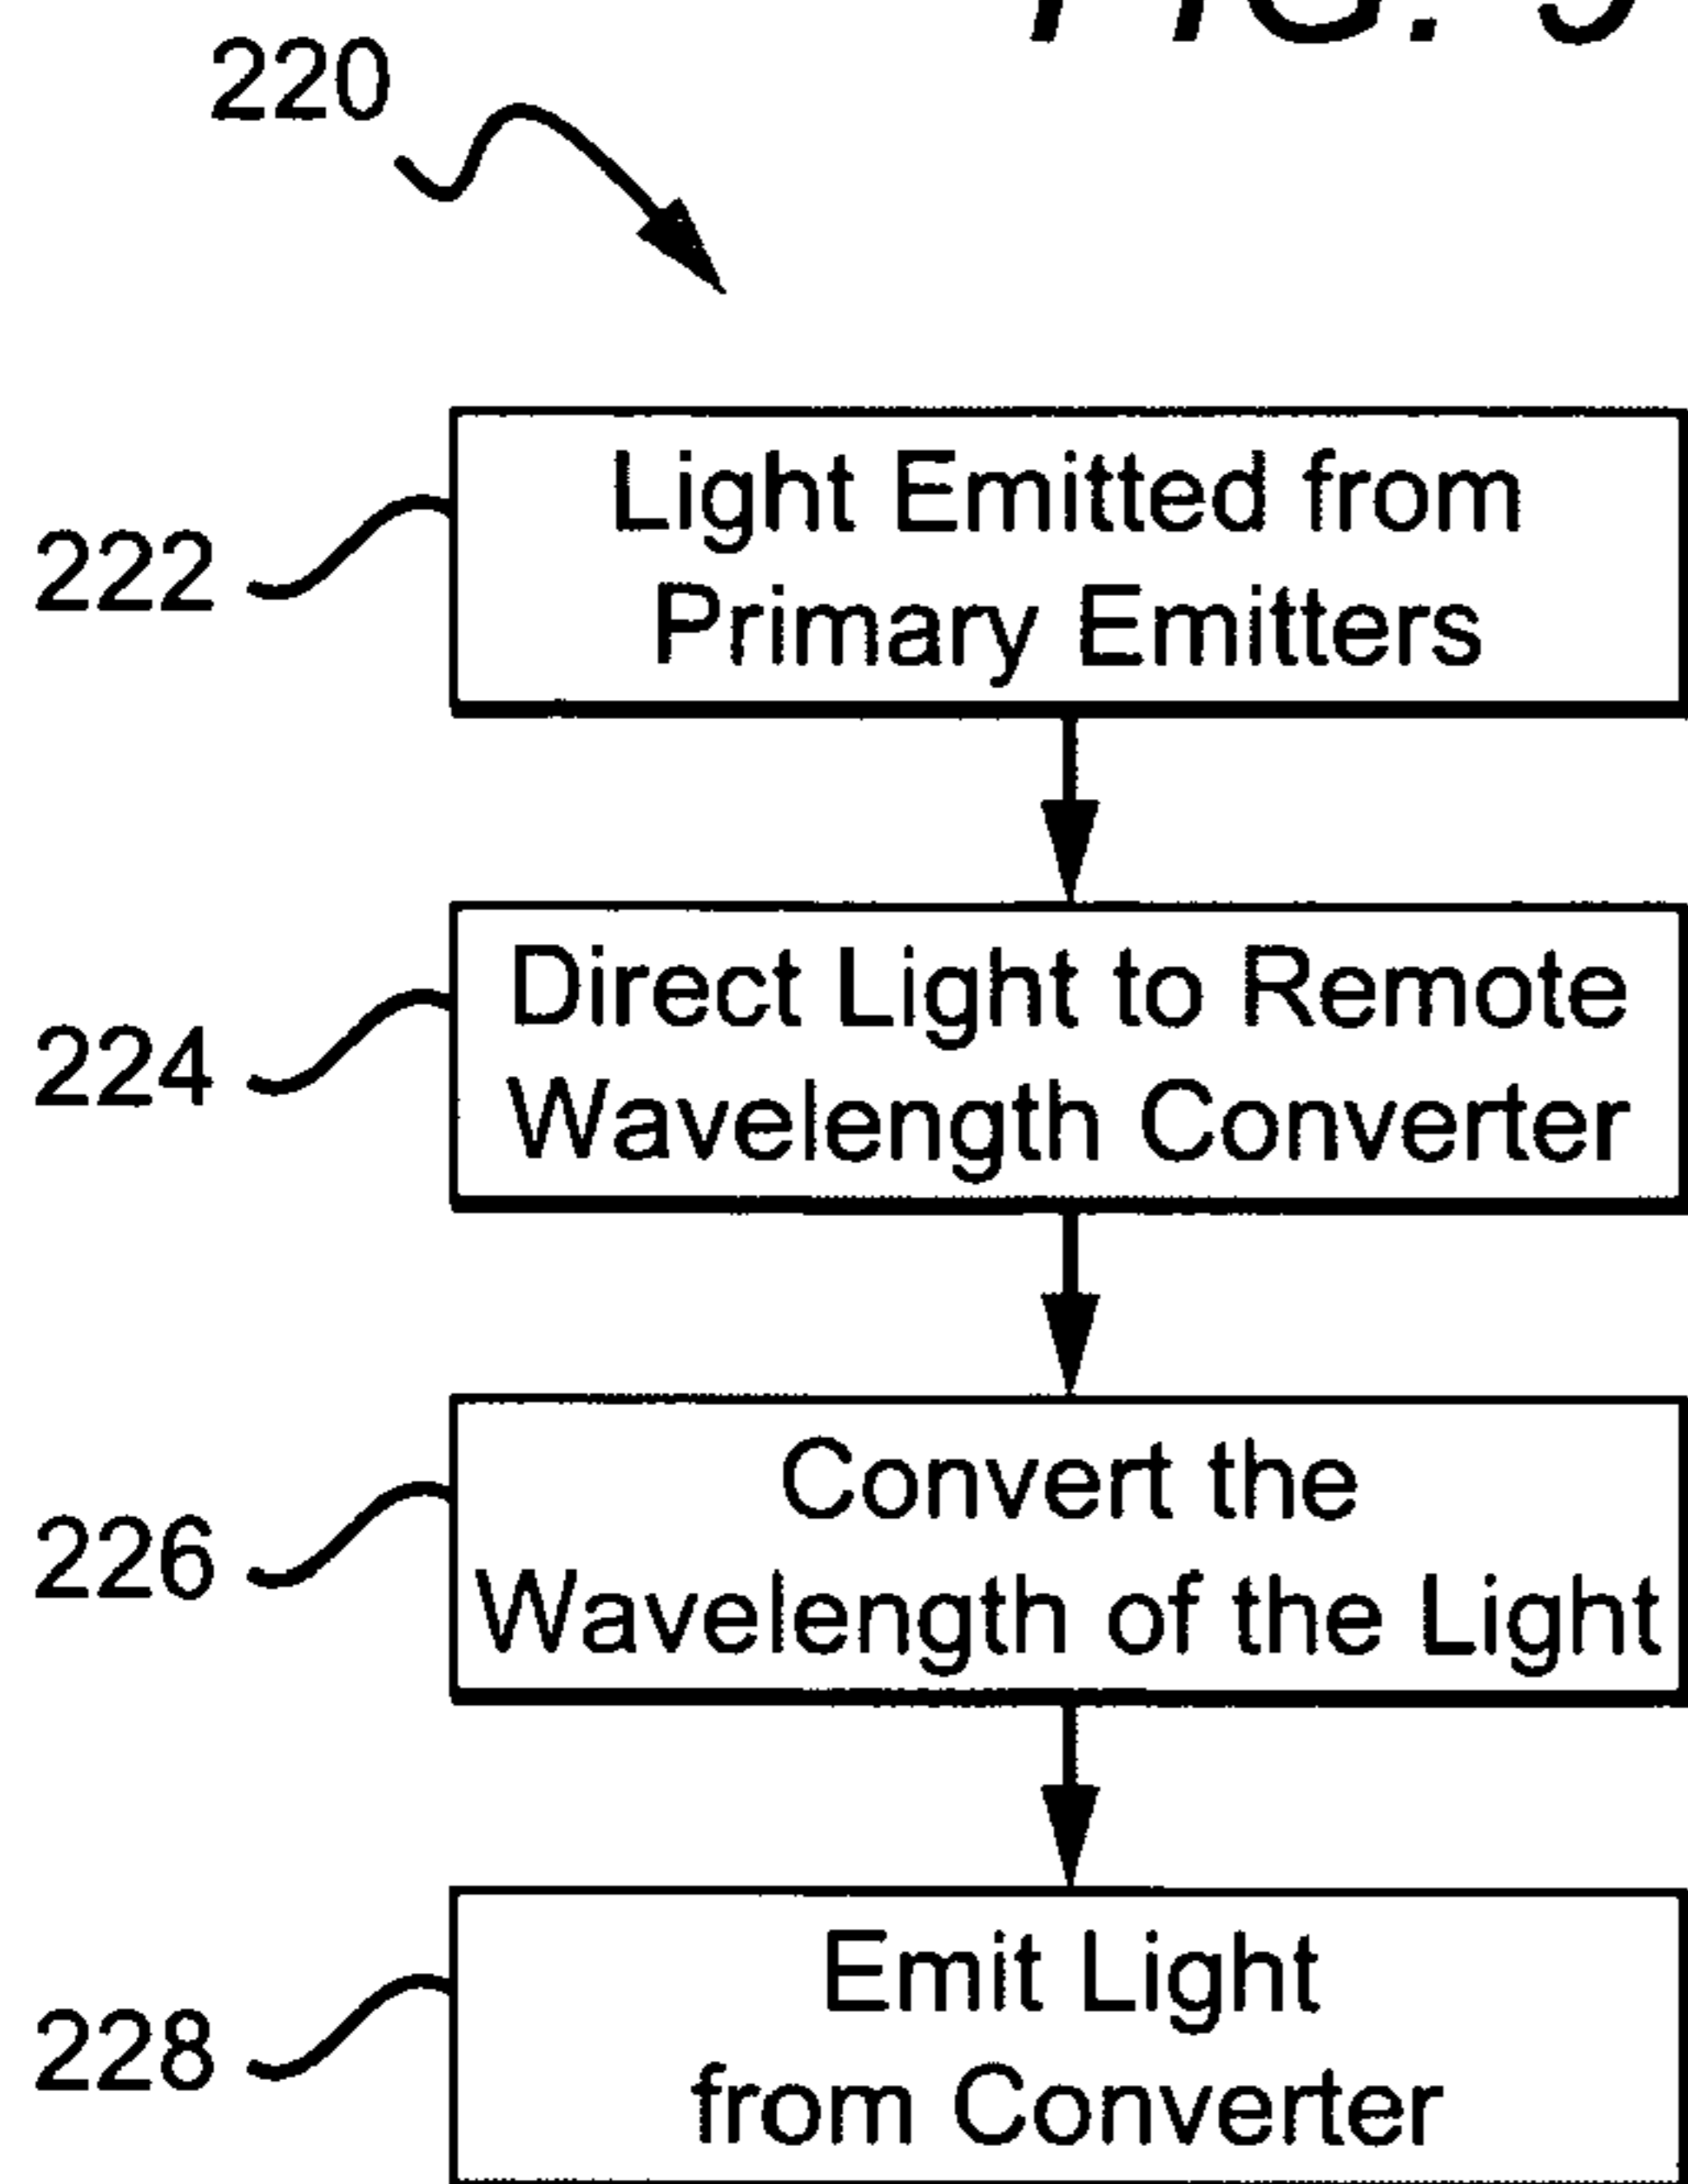 FIG.
220
222
Light Emitted from
Primary Emitters
224
Direct Light to Remote
Wavelength Converter
226
Convert the
Wavelength of the Light
228
Emit Light
from Converter